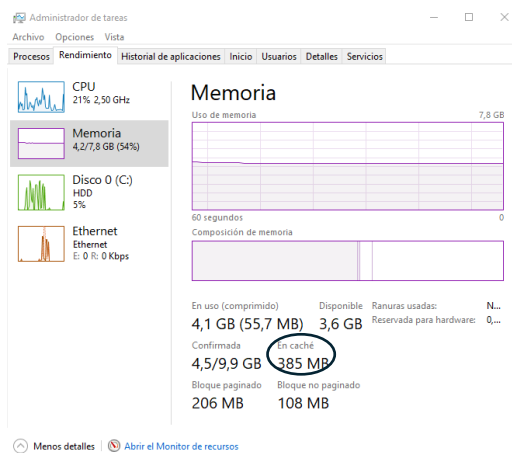 Administrador de tareas
Archivo Opciones Vista
Procesos Rendimiento Historial de aplicaciones Inicio Usuarios Detalles Servicios
CPU
21% 2,50 GHz
Memoria
4,2/7,8 GB (54%)
Disco 0 (C:)
HDD
5%
Ethernet
Ethernet
E: 0 R: 0 Kbps
Memoria
Uso de memoria 7,8 GB
60 segundos 0
Composición de memoria
En uso (comprimido) Disponible Ranuras usadas: N...
4,1 GB (55,7 MB) 3,6 GB Reservada para hardware: 0,...
Confirmada En caché
4,5/9,9 GB 385 MB
Bloque paginado Bloque no paginado
206 MB 108 MB
Menos detalles Abrir el Monitor de recursos